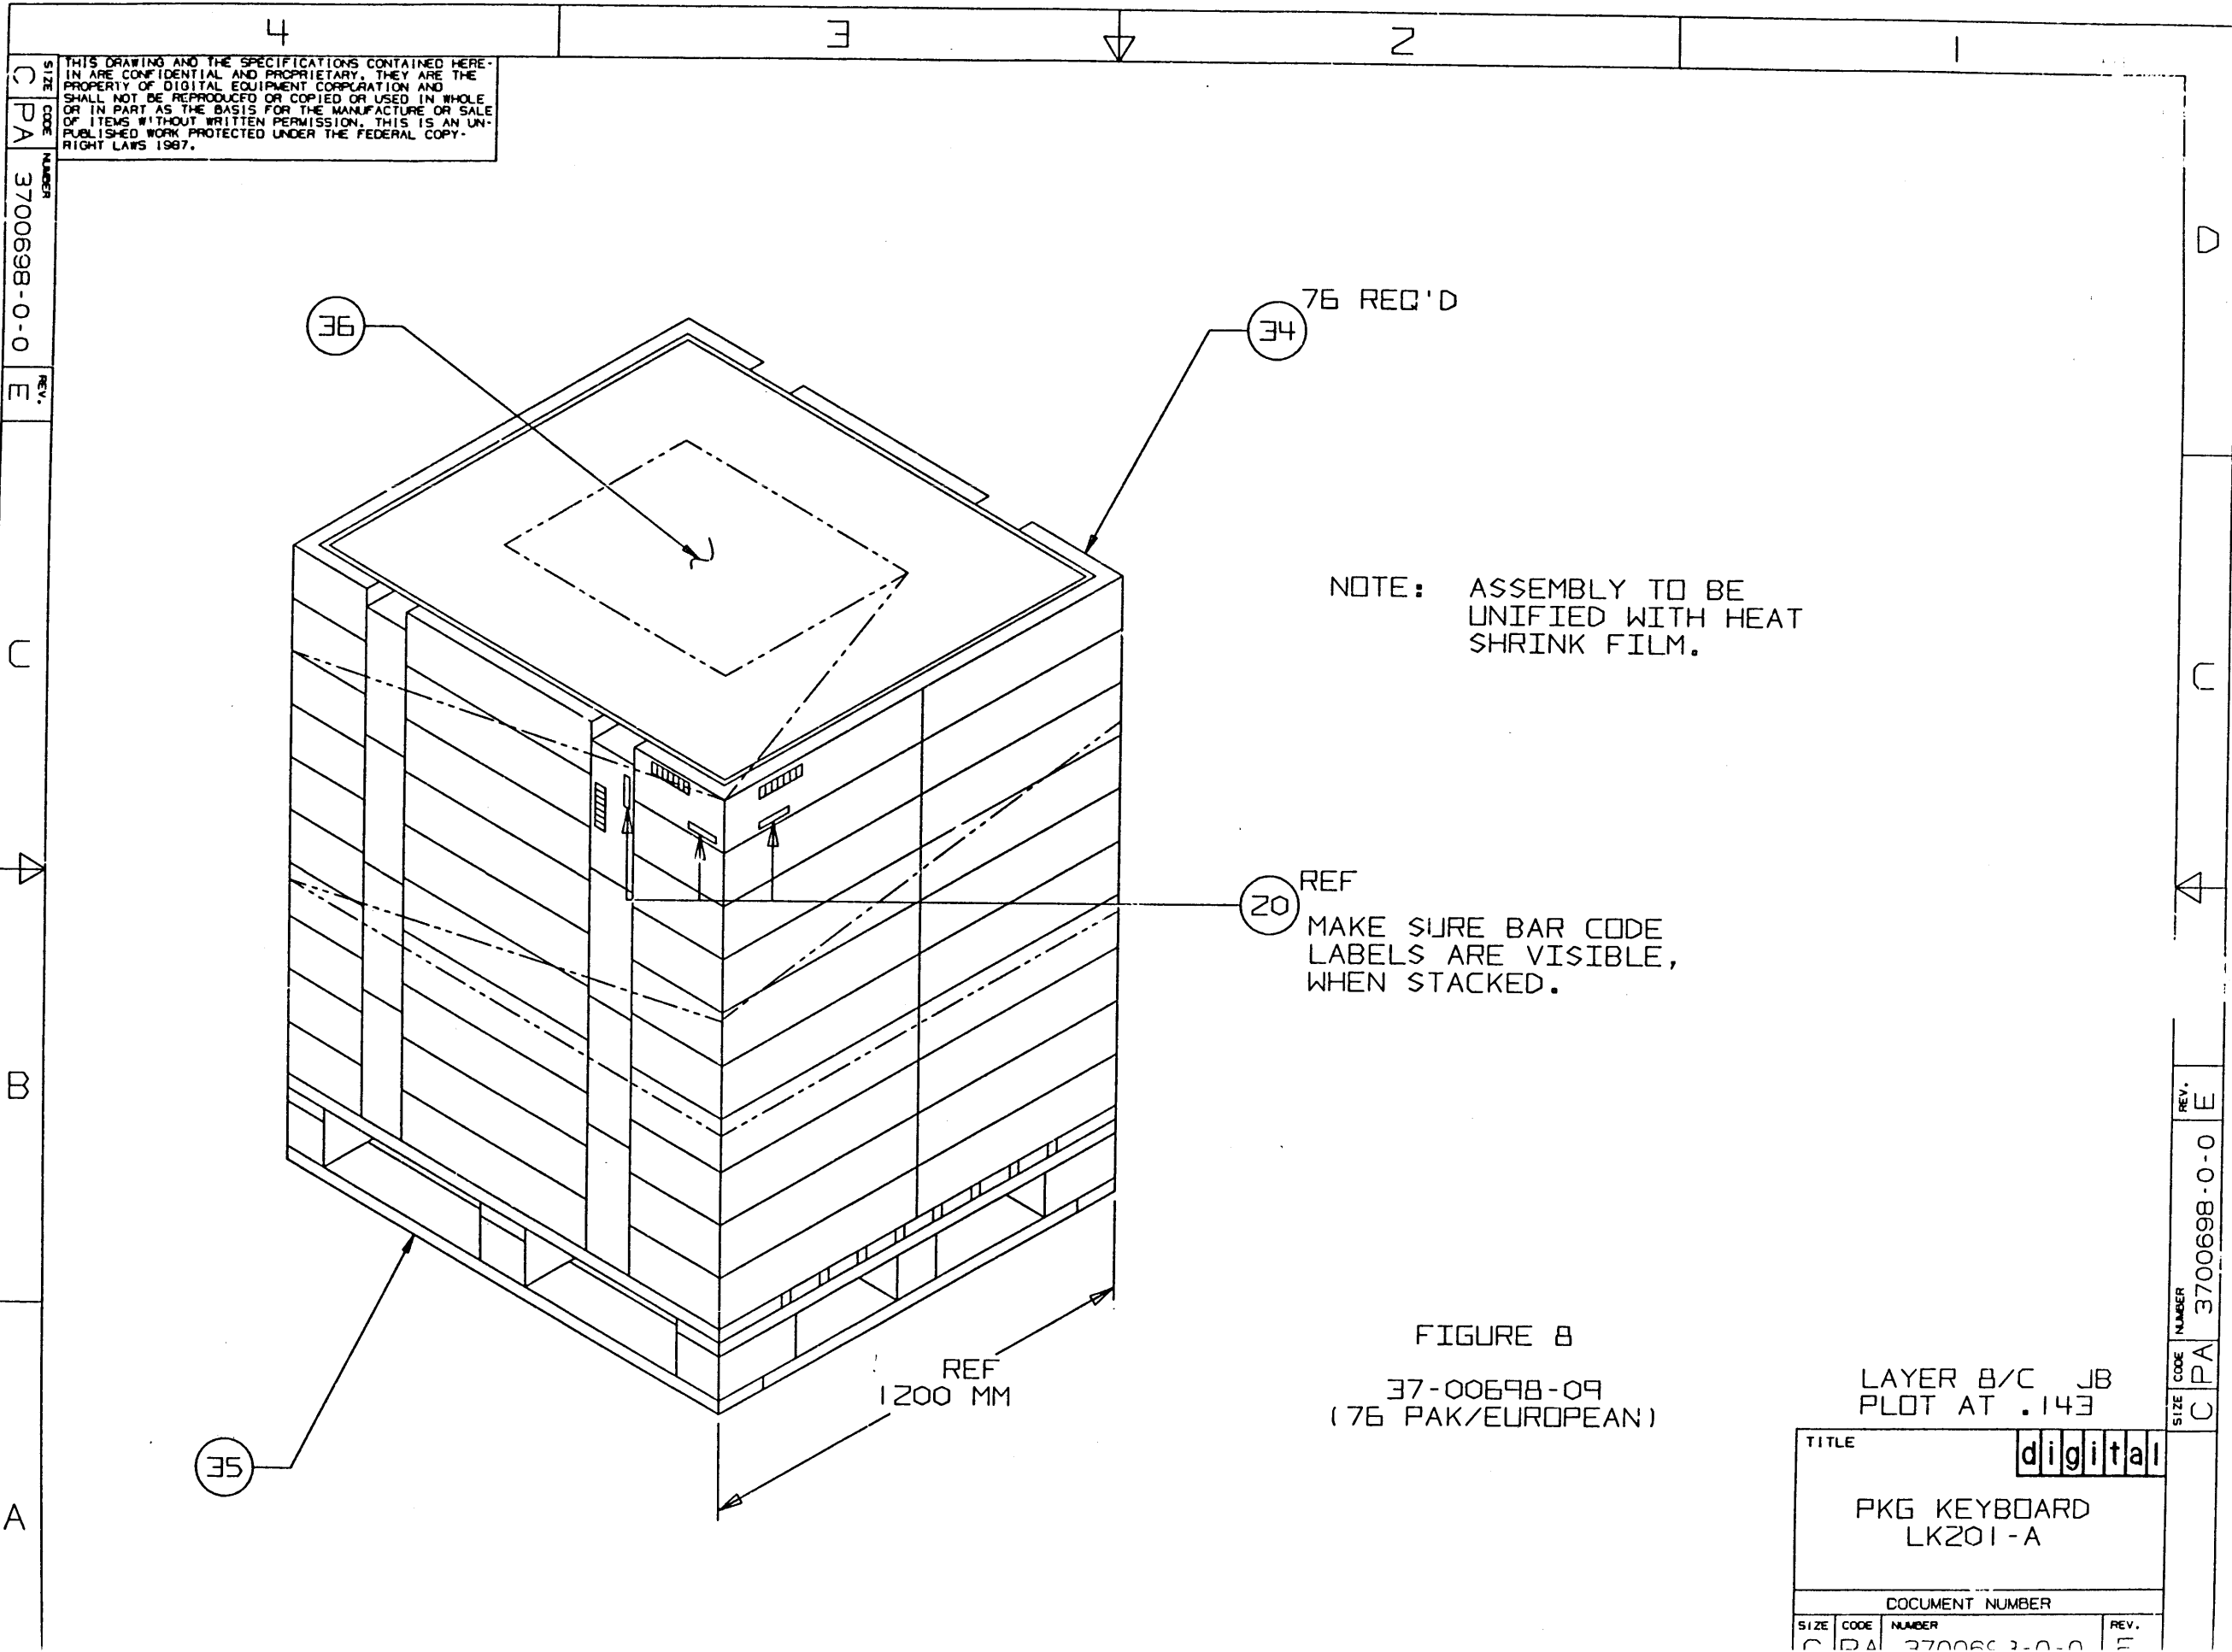 4 3 2 1
THIS DRAWING AND THE SPECIFICATIONS CONTAINED HERE-
IN ARE CONFIDENTIAL AND PROPRIETARY. THEY ARE THE
PROPERTY OF DIGITAL EQUIPMENT CORPORATION AND
SHALL NOT BE REPRODUCED OR COPIED OR USED IN WHOLE
OR IN PART AS THE BASIS FOR THE MANUFACTURE OR SALE
OF ITEMS WITHOUT WRITTEN PERMISSION. THIS IS AN UN-
PUBLISHED WORK PROTECTED UNDER THE FEDERAL COPY-
RIGHT LAWS 1987.
SIZE CODE NUMBER REV.
C PA 3700698-0-0 E
D
36
34 76 REQ'D
NOTE: ASSEMBLY TO BE
UNIFIED WITH HEAT
SHRINK FILM.
C
C
20 REF
MAKE SURE BAR CODE
LABELS ARE VISIBLE,
WHEN STACKED.
B
SIZE CODE NUMBER REV.
C PA 3700698-0-0 E
REF
1200 MM
35
A
FIGURE 8
37-00698-09
(76 PAK/EUROPEAN)
LAYER 8/C JB
PLOT AT .143
TITLE
digital
PKG KEYBOARD
LK201-A
DOCUMENT NUMBER
SIZE CODE NUMBER REV.